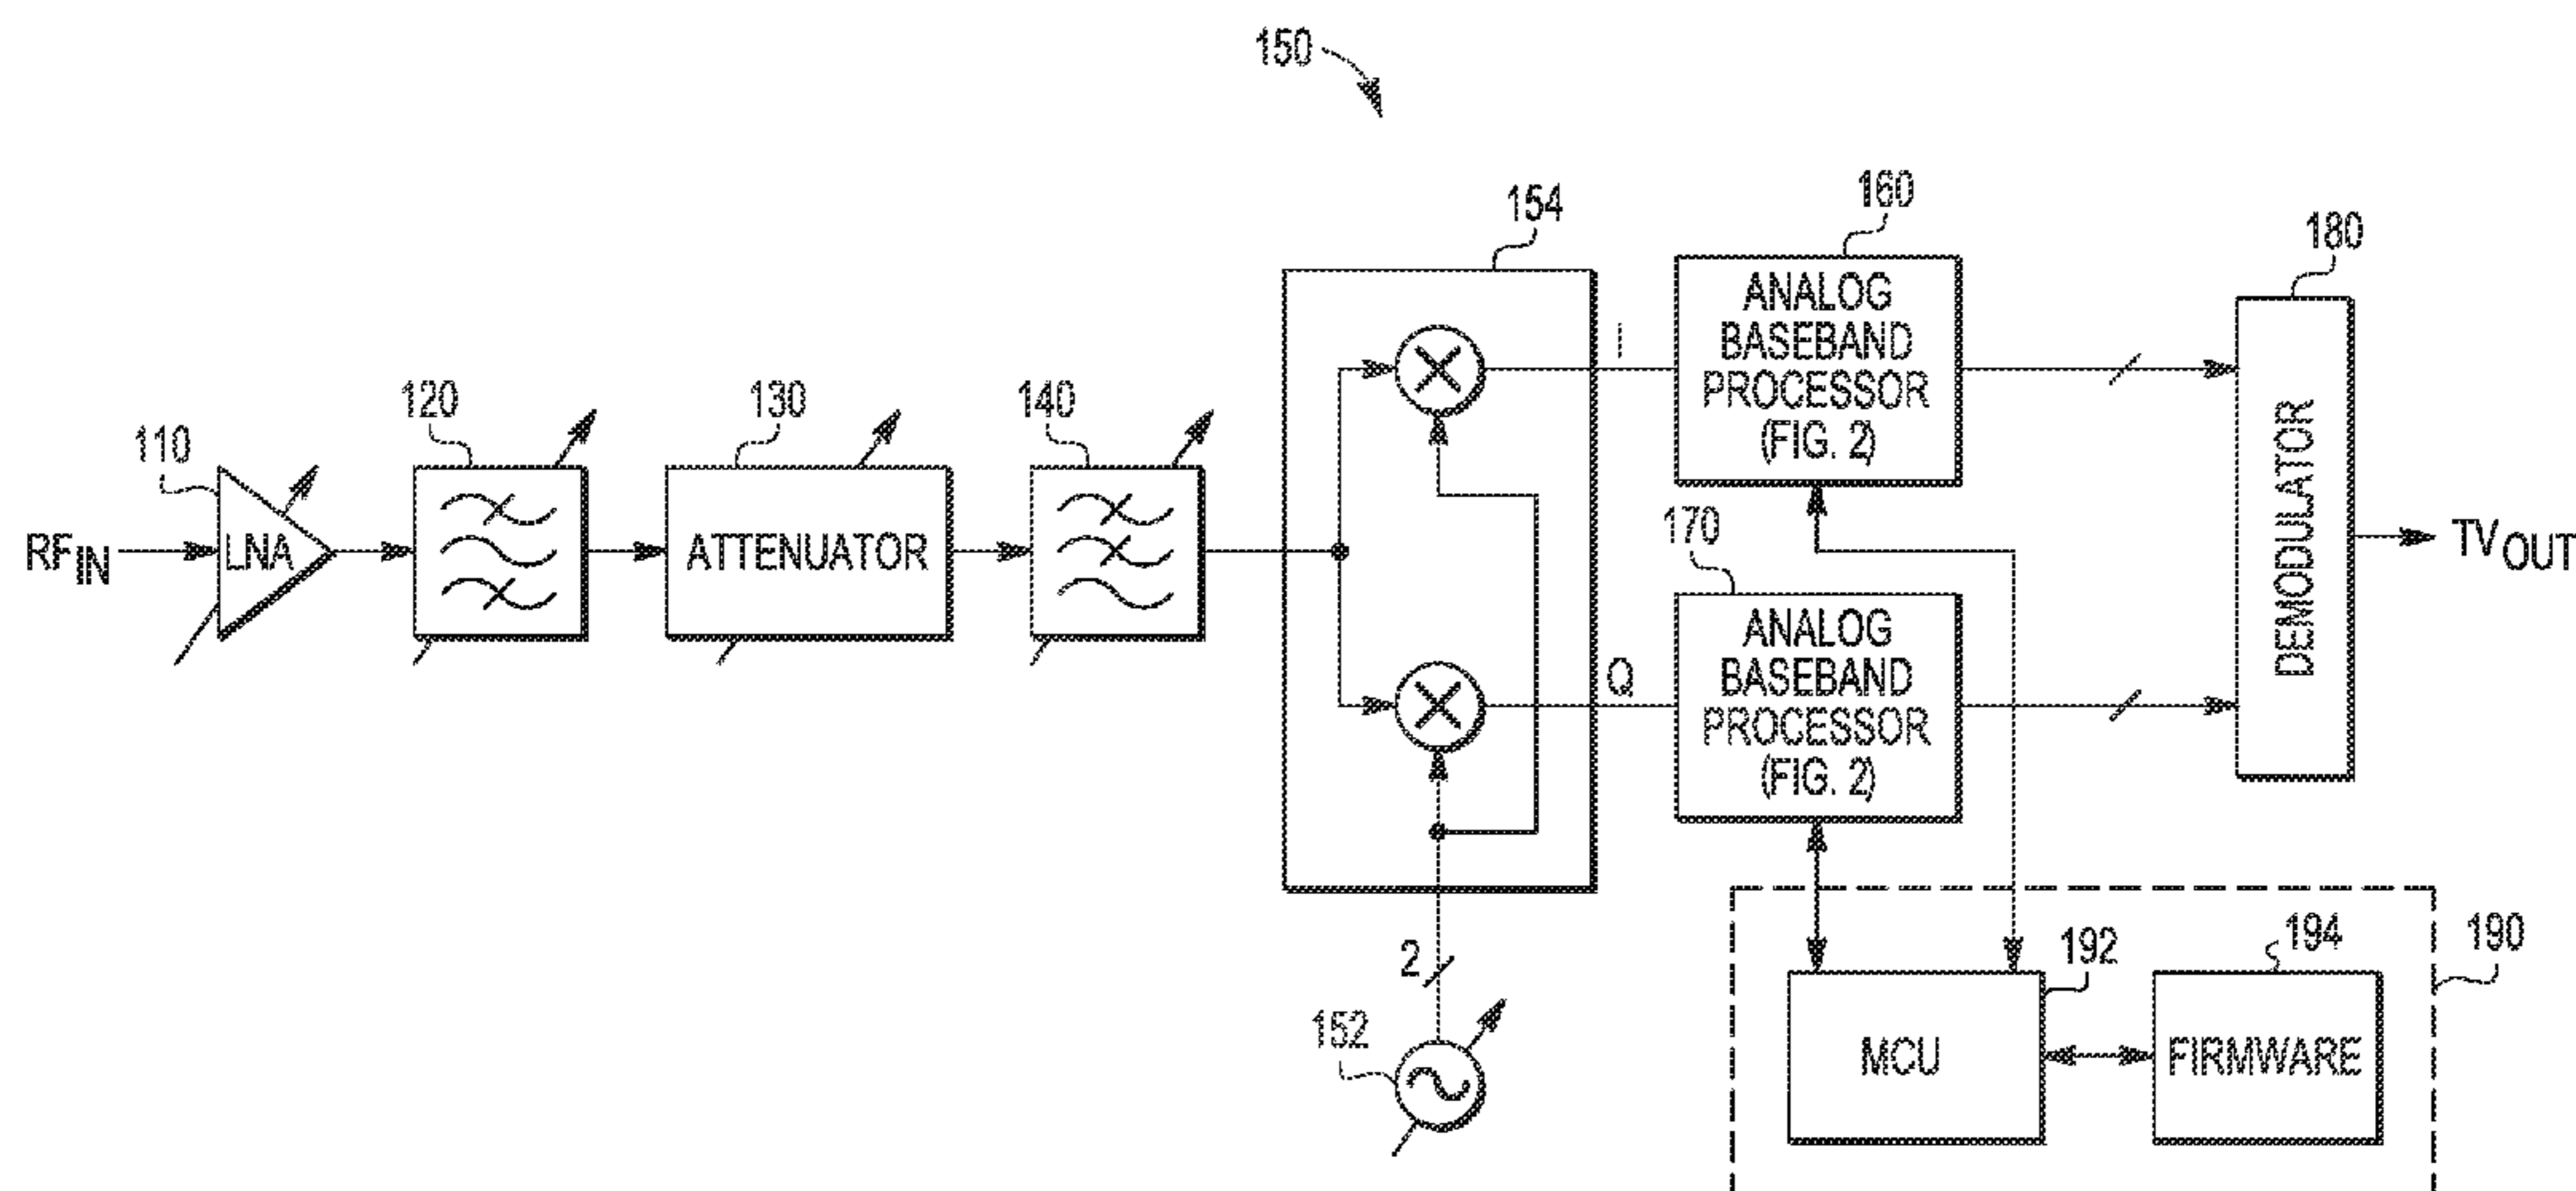 150
154
160
180
ANALOG
BASEBAND
PROCESSOR
(FIG. 2)
I
120
130
140
110
RFIN
LNA
ATTENUATOR
170
DEMODULATOR
TVOUT
Q
ANALOG
BASEBAND
PROCESSOR
(FIG. 2)
2
152
192
194
190
MCU
FIRMWARE